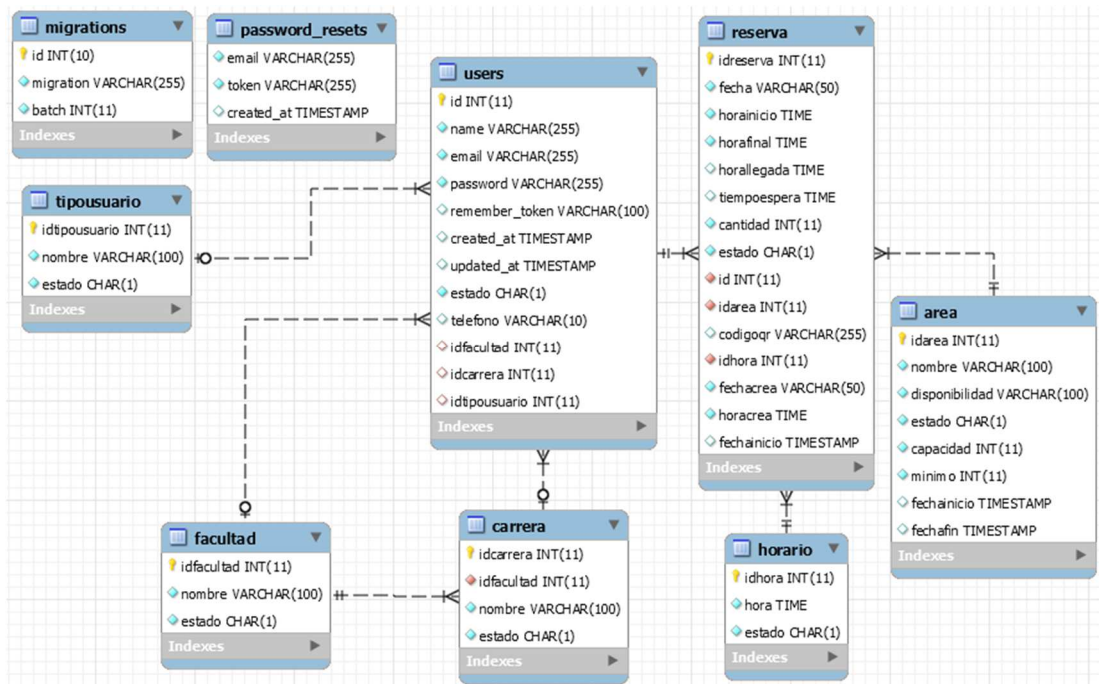 migrations
id INT(10)
migration VARCHAR(255)
batch INT(11)
Indexes
password_resets
email VARCHAR(255)
token VARCHAR(255)
created_at TIMESTAMP
Indexes
users
id INT(11)
name VARCHAR(255)
email VARCHAR(255)
password VARCHAR(255)
remember_token VARCHAR(100)
created_at TIMESTAMP
updated_at TIMESTAMP
estado CHAR(1)
telefono VARCHAR(10)
idfacultad INT(11)
idcarrera INT(11)
idtipousuario INT(11)
Indexes
reserva
idreserva INT(11)
fecha VARCHAR(50)
horainicio TIME
horafinal TIME
horallegada TIME
tiempoespera TIME
cantidad INT(11)
estado CHAR(1)
id INT(11)
idarea INT(11)
codigoqr VARCHAR(255)
idhora INT(11)
fechacrea VARCHAR(50)
horacrea TIME
fechainicio TIMESTAMP
Indexes
tipousuario
idtipousuario INT(11)
nombre VARCHAR(100)
estado CHAR(1)
Indexes
area
idarea INT(11)
nombre VARCHAR(100)
disponibilidad VARCHAR(100)
estado CHAR(1)
capacidad INT(11)
minimo INT(11)
fechainicio TIMESTAMP
fechafin TIMESTAMP
Indexes
facultad
idfacultad INT(11)
nombre VARCHAR(100)
estado CHAR(1)
Indexes
carrera
idcarrera INT(11)
idfacultad INT(11)
nombre VARCHAR(100)
estado CHAR(1)
Indexes
horario
idhora INT(11)
hora TIME
estado CHAR(1)
Indexes